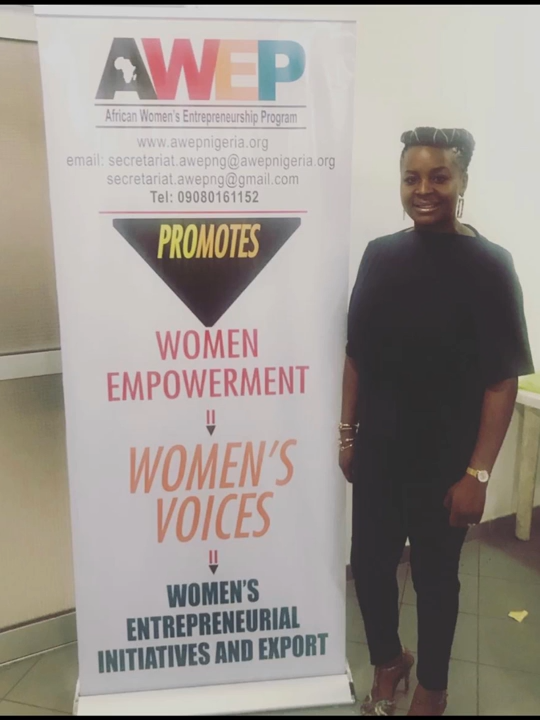 AWEP
African Women's Entrepreneurship Program
www.awepnigeria.org
email: secretariat.awepng@awepnigeria.org
secretariat.awepng@gmail.com
Tel: 09080161152
PROMOTES
WOMEN
EMPOWERMENT
WOMEN'S
VOICES
WOMEN'S
ENTREPRENEURIAL
INITIATIVES AND EXPORT